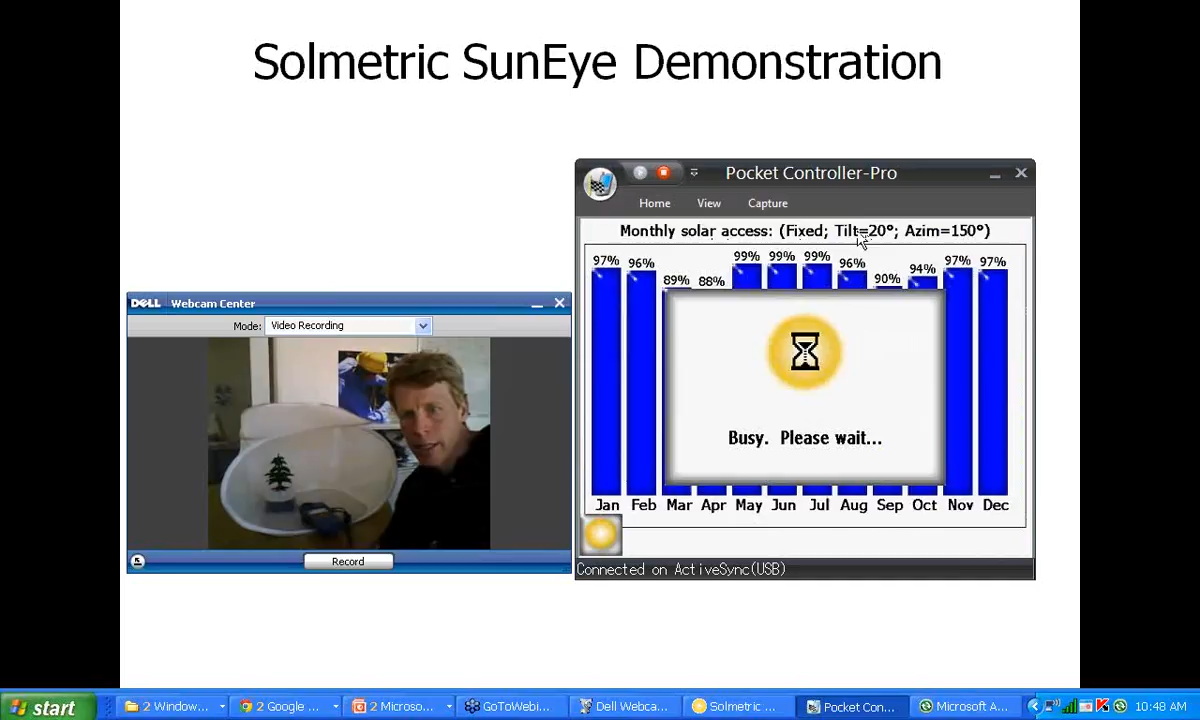 Solmetric SunEye Demonstration
Pocket Controller-Pro
Home View Capture
Monthly solar access: (Fixed; Tilt=20°; Azim=150°)
97% 96% 89% 88% 99% 99% 99% 96% 90% 94% 97% 97%
Busy. Please wait...
Jan Feb Mar Apr May Jun Jul Aug Sep Oct Nov Dec
Connected on ActiveSync(USB)
DELL Webcam Center
Mode: Video Recording
Record
start
2 Window...
2 Google ...
2 Microso...
GoToWebi...
Dell Webca...
Solmetric ...
Pocket Con...
Microsoft A...
10:48 AM